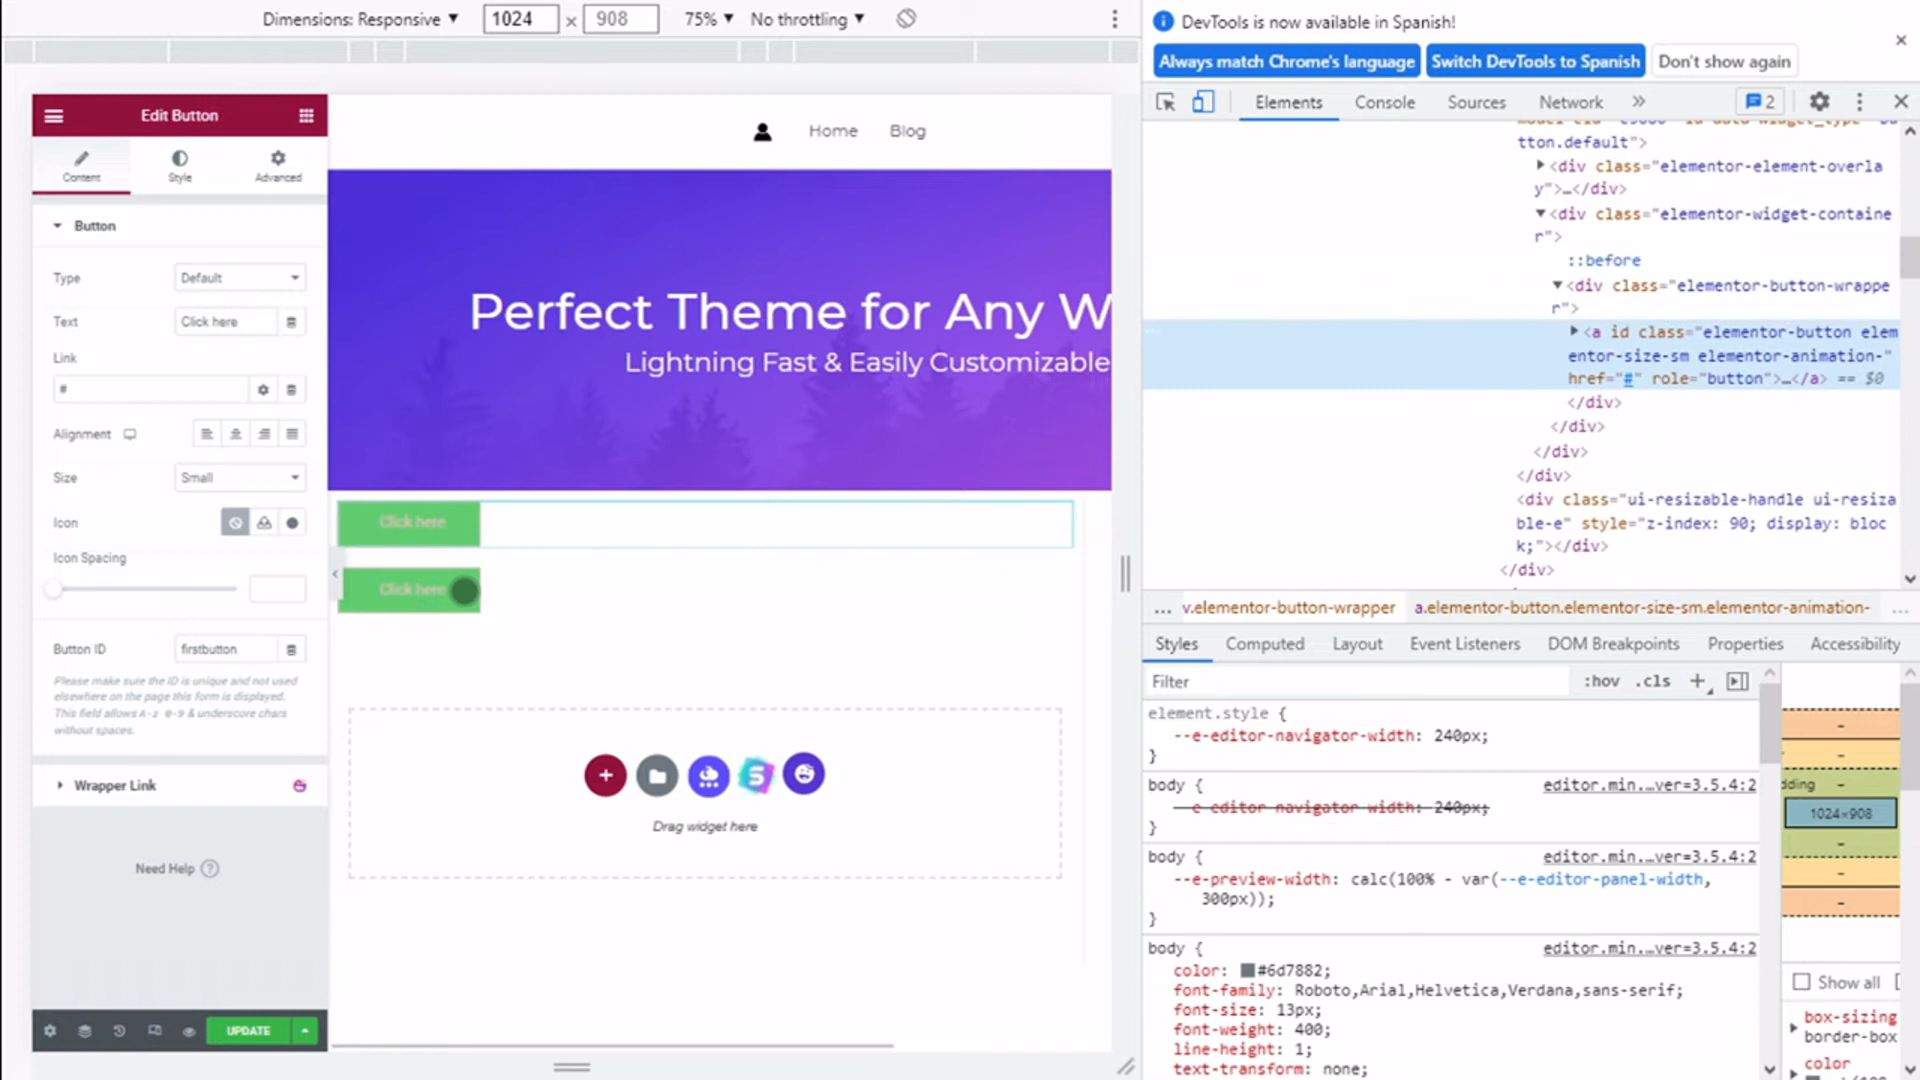 Dimensions: Responsive ▼ 1024 × 908 75% ▼ No throttling ▼
Edit Button
Content Style Advanced
Button
Type Default
Text Click here
Link
#
Alignment
Size Small
Icon
Icon Spacing
Button ID firstbutton
Please make sure the ID is unique and not used
elsewhere on the page this form is displayed.
This field allows A-z 0-9 & underscore chars
without spaces.
Wrapper Link
Need Help ?
UPDATE
Home Blog
Perfect Theme for Any W
Lightning Fast & Easily Customizable
Click here
Click here
Drag widget here
DevTools is now available in Spanish!
Always match Chrome's language Switch DevTools to Spanish Don't show again
Elements Console Sources Network » 2
tton.default">
<div class="elementor-element-overla
y">…</div>
<div class="elementor-widget-containe
r">
::before
<div class="elementor-button-wrappe
r">
<a id class="elementor-button elem
entor-size-sm elementor-animation-"
href="#" role="button">…</a> == $0
</div>
</div>
</div>
</div>
<div class="ui-resizable-handle ui-resiza
ble-e" style="z-index: 90; display: bloc
k;"></div>
</div>
... v.elementor-button-wrapper a.elementor-button.elementor-size-sm.elementor-animation- ...
Styles Computed Layout Event Listeners DOM Breakpoints Properties Accessibility
Filter :hov .cls +
element.style {
--e-editor-navigator-width: 240px;
}
body { editor.min.…ver=3.5.4:2
--e-editor-navigator-width: 240px;
}
body { editor.min.…ver=3.5.4:2
--e-preview-width: calc(100% - var(--e-editor-panel-width,
300px));
}
body { editor.min.…ver=3.5.4:2
color: #6d7882;
font-family: Roboto,Arial,Helvetica,Verdana,sans-serif;
font-size: 13px;
font-weight: 400;
line-height: 1;
text-transform: none;
dding -
1024×908
Show all
box-sizing
border-box
color